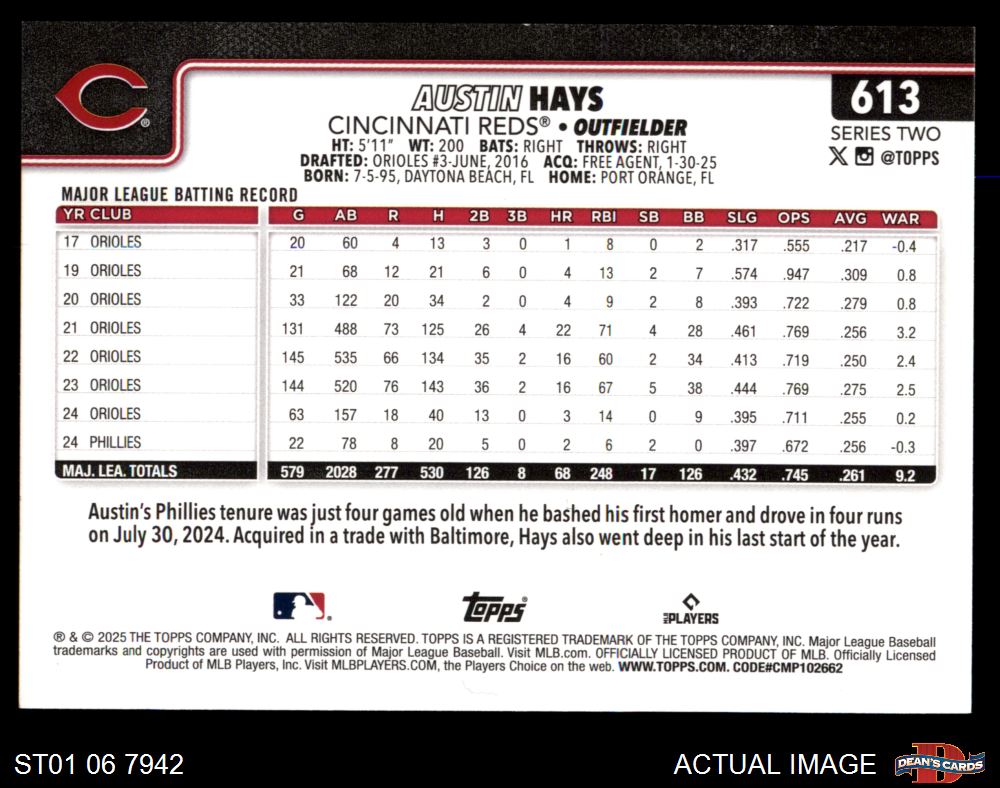 AUSTIN HAYS
CINCINNATI REDS® • OUTFIELDER
HT: 5'11" WT: 200 BATS: RIGHT THROWS: RIGHT
DRAFTED: ORIOLES #3-JUNE, 2016 ACQ: FREE AGENT, 1-30-25
BORN: 7-5-95, DAYTONA BEACH, FL HOME: PORT ORANGE, FL
613
SERIES TWO
@TOPPS
MAJOR LEAGUE BATTING RECORD
YR CLUB G AB R H 2B 3B HR RBI SB BB SLG OPS AVG WAR
17 ORIOLES 20 60 4 13 3 0 1 8 0 2 .317 .555 .217 -0.4
19 ORIOLES 21 68 12 21 6 0 4 13 2 7 .574 .947 .309 0.8
20 ORIOLES 33 122 20 34 2 0 4 9 2 8 .393 .722 .279 0.8
21 ORIOLES 131 488 73 125 26 4 22 71 4 28 .461 .769 .256 3.2
22 ORIOLES 145 535 66 134 35 2 16 60 2 34 .413 .719 .250 2.4
23 ORIOLES 144 520 76 143 36 2 16 67 5 38 .444 .769 .275 2.5
24 ORIOLES 63 157 18 40 13 0 3 14 0 9 .395 .711 .255 0.2
24 PHILLIES 22 78 8 20 5 0 2 6 2 0 .397 .672 .256 -0.3
MAJ. LEA. TOTALS 579 2028 277 530 126 8 68 248 17 126 .432 .745 .261 9.2
Austin's Phillies tenure was just four games old when he bashed his first homer and drove in four runs
on July 30, 2024. Acquired in a trade with Baltimore, Hays also went deep in his last start of the year.
Topps®
MLB PLAYERS
® & © 2025 THE TOPPS COMPANY, INC. ALL RIGHTS RESERVED. TOPPS IS A REGISTERED TRADEMARK OF THE TOPPS COMPANY, INC. Major League Baseball
trademarks and copyrights are used with permission of Major League Baseball. Visit MLB.com. OFFICIALLY LICENSED PRODUCT OF MLB. Officially Licensed
Product of MLB Players, Inc. Visit MLBPLAYERS.COM, the Players Choice on the web. WWW.TOPPS.COM. CODE#CMP102662
ST01 06 7942
ACTUAL IMAGE
DEAN'S CARDS